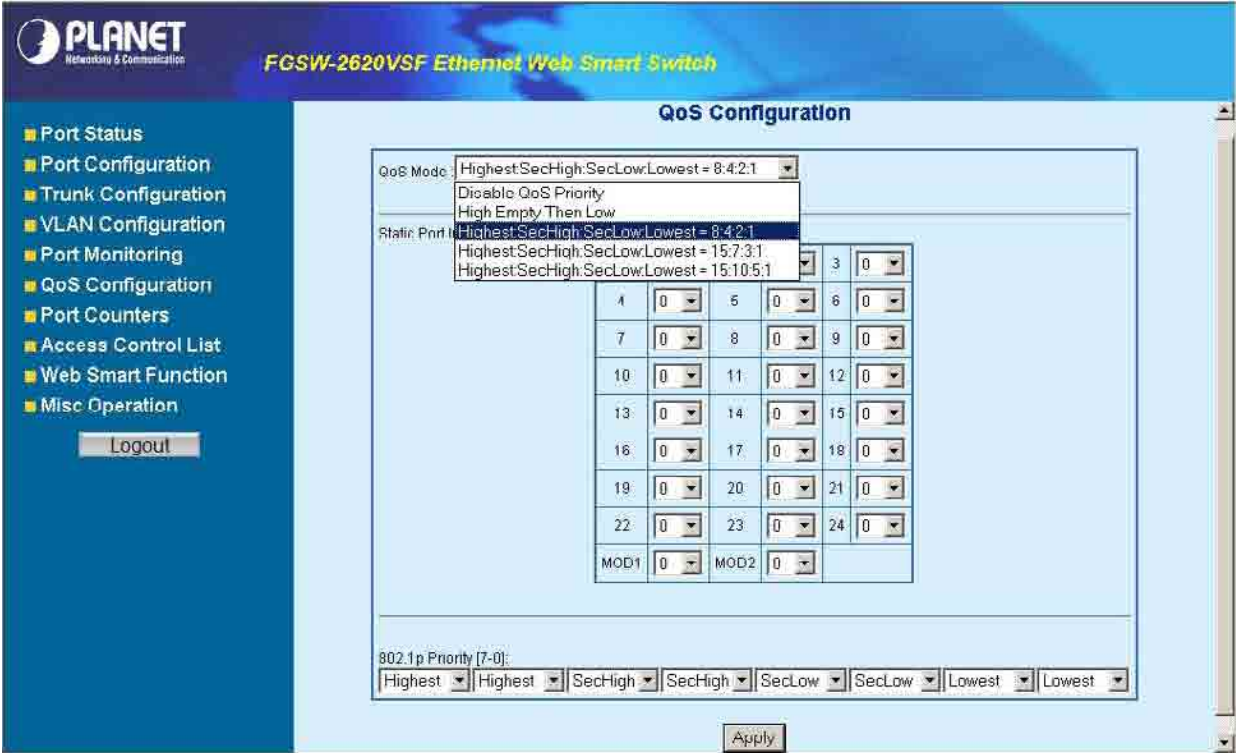 PLANET
Networking & Communication
FGSW-2620VSF Ethernet Web Smart Switch
Port Status
Port Configuration
Trunk Configuration
VLAN Configuration
Port Monitoring
QoS Configuration
Port Counters
Access Control List
Web Smart Function
Misc Operation
Logout
QoS Configuration
QoS Mode : Highest:SecHigh:SecLow:Lowest = 8:4:2:1
Disable QoS Priority
High Empty Then Low
Highest:SecHigh:SecLow:Lowest = 8:4:2:1
Highest:SecHigh:SecLow:Lowest = 15:7:3:1
Highest:SecHigh:SecLow:Lowest = 15:10:5:1
Static Port
3 0
4 0 5 0 6 0
7 0 8 0 9 0
10 0 11 0 12 0
13 0 14 0 15 0
16 0 17 0 18 0
19 0 20 0 21 0
22 0 23 0 24 0
MOD1 0 MOD2 0
802.1p Priority [7-0]:
Highest Highest SecHigh SecHigh SecLow SecLow Lowest Lowest
Apply